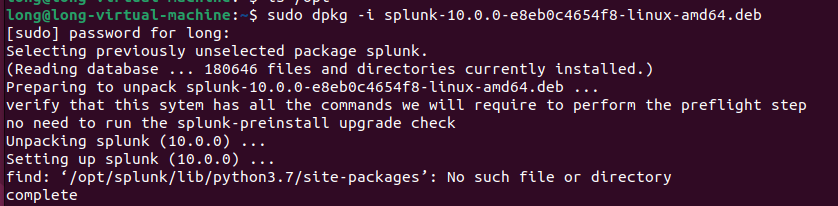 long@long-virtual-machine:~$ sudo dpkg -i splunk-10.0.0-e8eb0c4654f8-linux-amd64.deb
[sudo] password for long:
Selecting previously unselected package splunk.
(Reading database ... 180646 files and directories currently installed.)
Preparing to unpack splunk-10.0.0-e8eb0c4654f8-linux-amd64.deb ...
verify that this sytem has all the commands we will require to perform the preflight step
no need to run the splunk-preinstall upgrade check
Unpacking splunk (10.0.0) ...
Setting up splunk (10.0.0) ...
find: ‘/opt/splunk/lib/python3.7/site-packages’: No such file or directory
complete